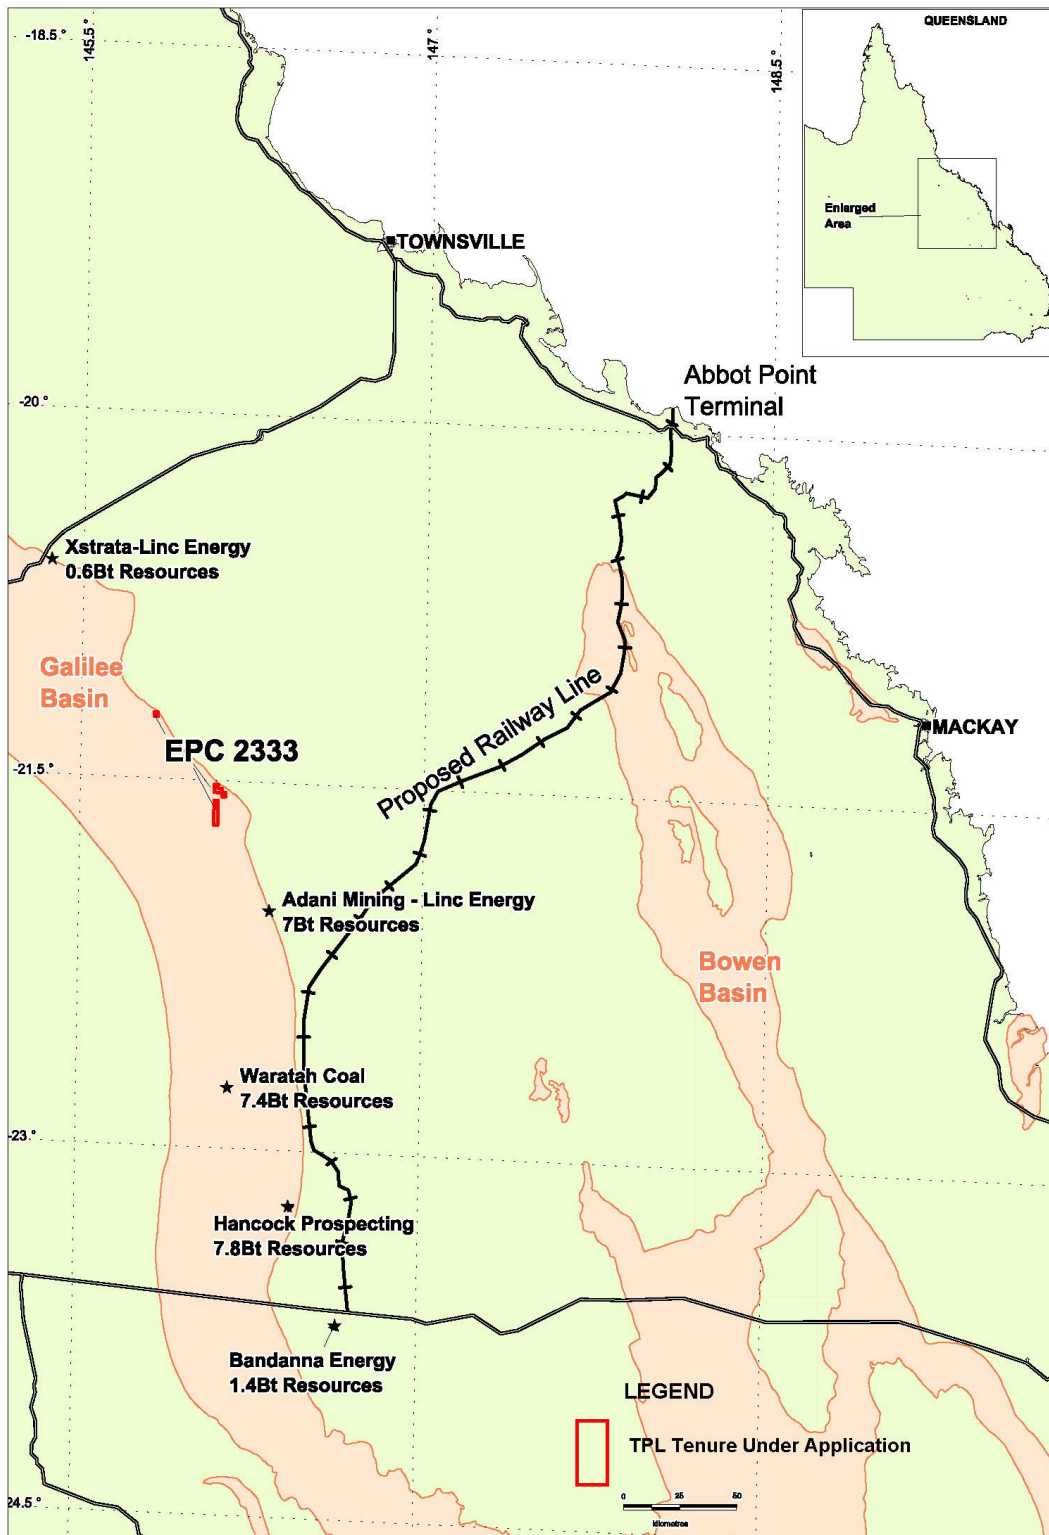 -18.5°
145.5°
147°
148.5°
QUEENSLAND
Enlarged
Area
TOWNSVILLE
Abbot Point
Terminal
-20°
Xstrata-Linc Energy
0.6Bt Resources
Galilee
Basin
EPC 2333
Proposed Railway Line
MACKAY
-21.5°
Adani Mining - Linc Energy
7Bt Resources
Bowen
Basin
Waratah Coal
7.4Bt Resources
-23°
Hancock Prospecting
7.8Bt Resources
Bandanna Energy
1.4Bt Resources
LEGEND
TPL Tenure Under Application
0 25 50
kilometres
24.5°